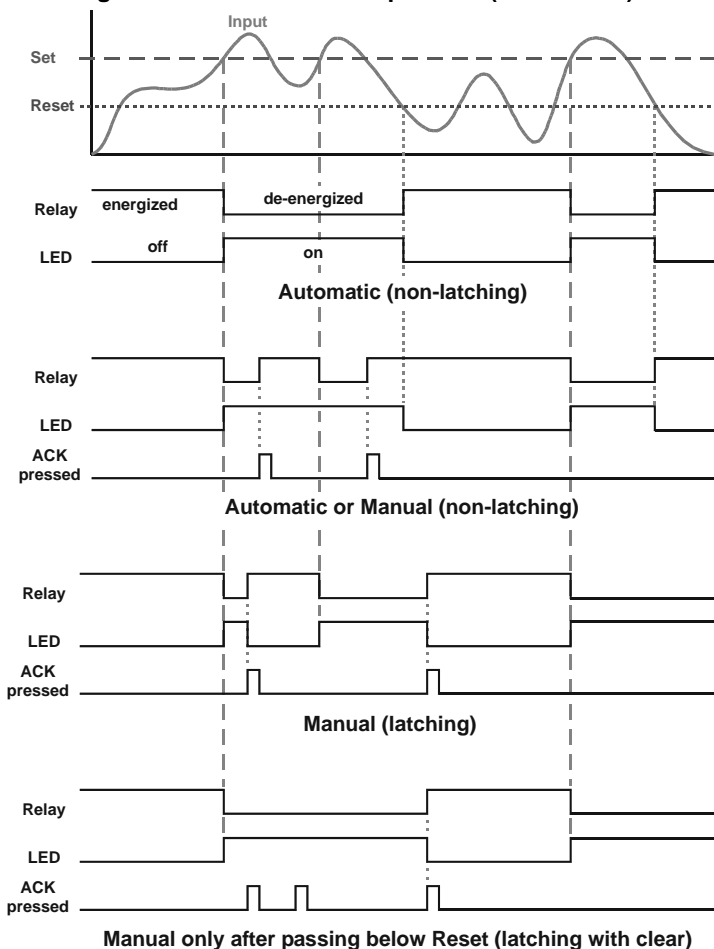 Input
Set
Reset
Relay energized de-energized
LED off on
Automatic (non-latching)
Relay
LED
ACK
pressed
Automatic or Manual (non-latching)
Relay
LED
ACK
pressed
Manual (latching)
Relay
LED
ACK
pressed
Manual only after passing below Reset (latching with clear)